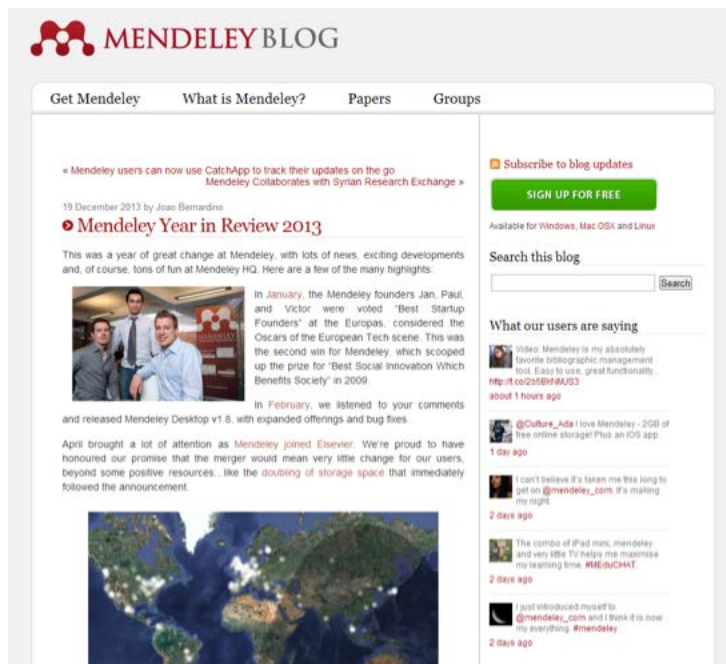 MENDELEY BLOG
Get Mendeley What is Mendeley? Papers Groups
« Mendeley users can now use CatchApp to track their updates on the go
Mendeley Collaborates with Syrian Research Exchange »
19 December 2013 by Joao Bernardino
Mendeley Year in Review 2013
This was a year of great change at Mendeley, with lots of news, exciting developments
and, of course, tons of fun at Mendeley HQ. Here are a few of the many highlights:
In January, the Mendeley founders Jan, Paul,
and Victor were voted "Best Startup
Founders" at the Europas, considered the
Oscars of the European Tech scene. This was
the second win for Mendeley, which scooped
up the prize for "Best Social Innovation Which
Benefits Society" in 2009.
MENDELEY
In February, we listened to your comments
and released Mendeley Desktop v1.8, with expanded offerings and bug fixes.
April brought a lot of attention as Mendeley joined Elsevier. We're proud to have
honoured our promise that the merger would mean very little change for our users,
beyond some positive resources...like the doubling of storage space that immediately
followed the announcement.
Subscribe to blog updates
SIGN UP FOR FREE
Available for Windows, Mac OSX and Linux
Search this blog
Search
What our users are saying
Video: Mendeley is my absolutely
favorite bibliographic management
tool. Easy to use, great functionality...
about 1 hours ago
@Culture_Ada I love Mendeley - 2GB of
free online storage! Plus an iOS app.
1 day ago
I can't believe it's taken me this long to
get on @mendeley_com. It's making
my night.
2 days ago
The combo of iPad mini, mendeley
and very little TV helps me maximise
my learning time. #MEduCHAT
2 days ago
I just introduced myself to
@mendeley_com and I think it is now
my everything. #mendeley
2 days ago